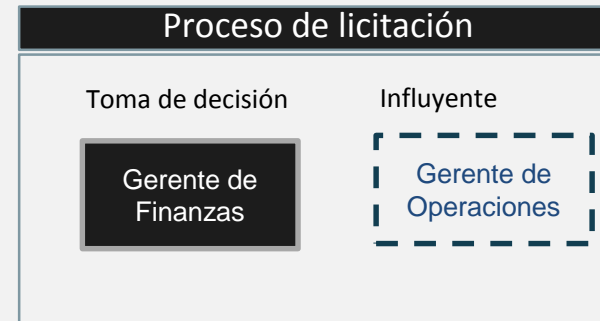 Proceso de licitación
Toma de decisión
Influyente
Gerente de
Finanzas
Gerente de
Operaciones